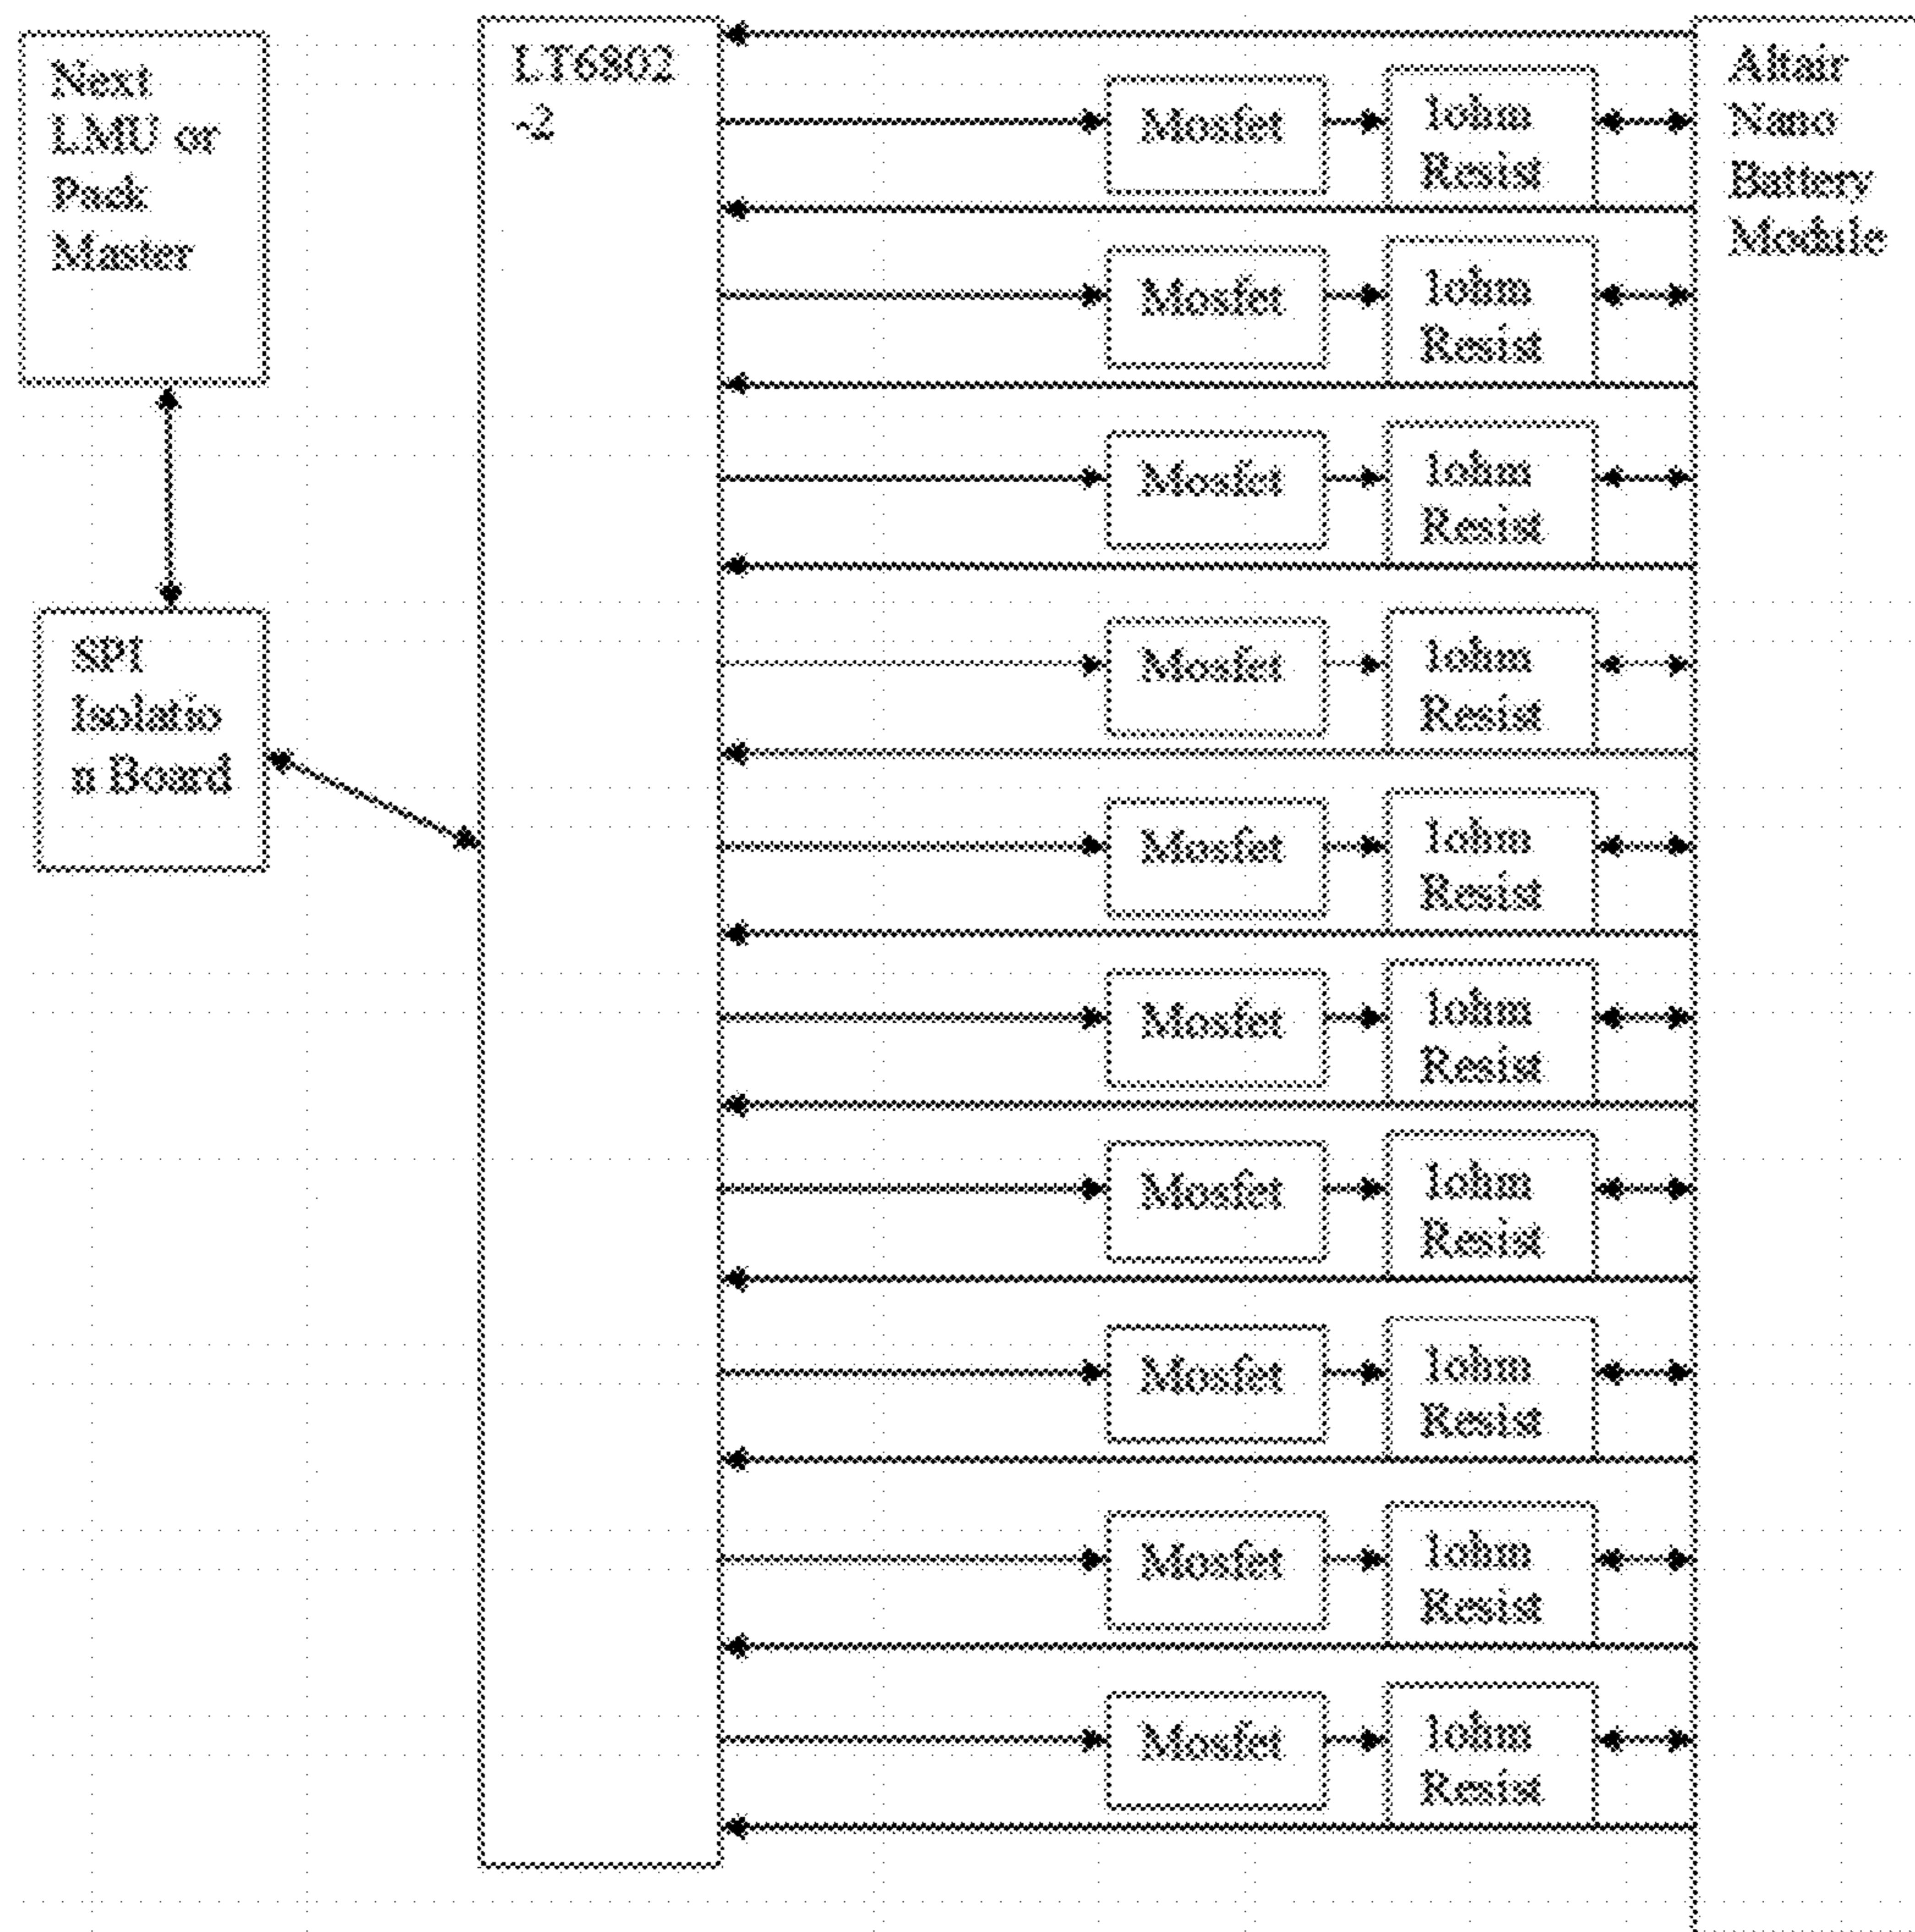 Next
LMU or
Pack
Master
SPI
Isolatio
n Board
LT6802
-2
Mosfet
1ohm
Resist
Mosfet
1ohm
Resist
Mosfet
1ohm
Resist
Mosfet
1ohm
Resist
Mosfet
1ohm
Resist
Mosfet
1ohm
Resist
Mosfet
1ohm
Resist
Mosfet
1ohm
Resist
Mosfet
1ohm
Resist
Mosfet
1ohm
Resist
Altair
Nano
Battery
Module